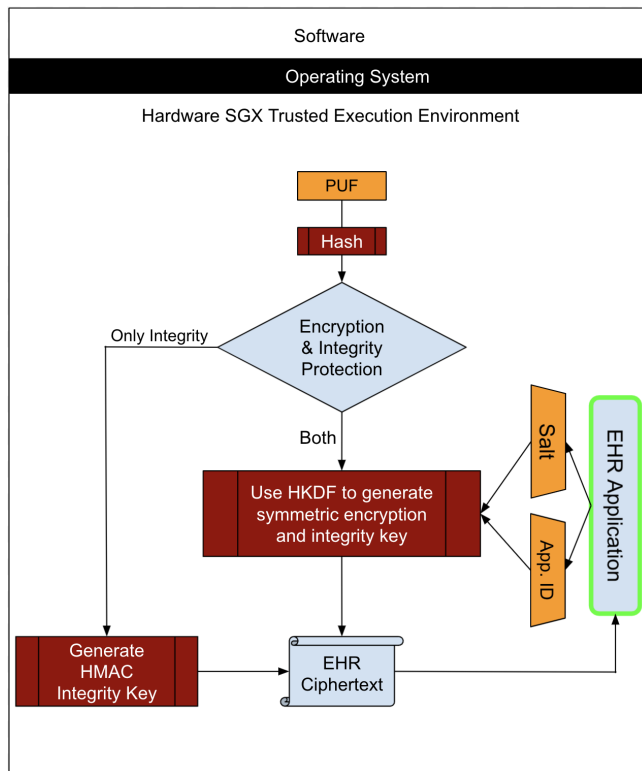 Software
Operating System
Hardware SGX Trusted Execution Environment
PUF
Hash
Encryption
& Integrity
Protection
Only Integrity
Both
Salt
EHR Application
App. ID
Use HKDF to generate
symmetric encryption
and integrity key
Generate
HMAC
Integrity Key
EHR
Ciphertext